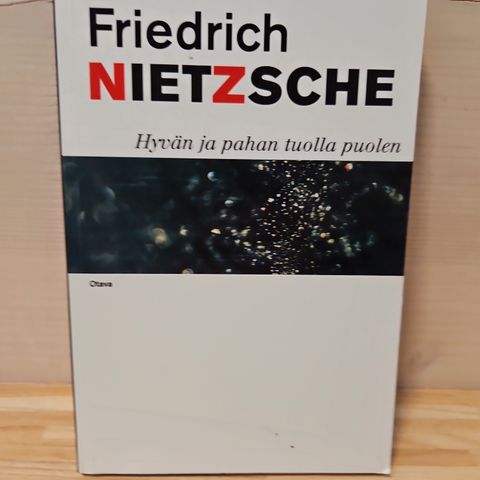 Friedrich
NIETZSCHE
Hyvän ja pahan tuolla puolen
Otava